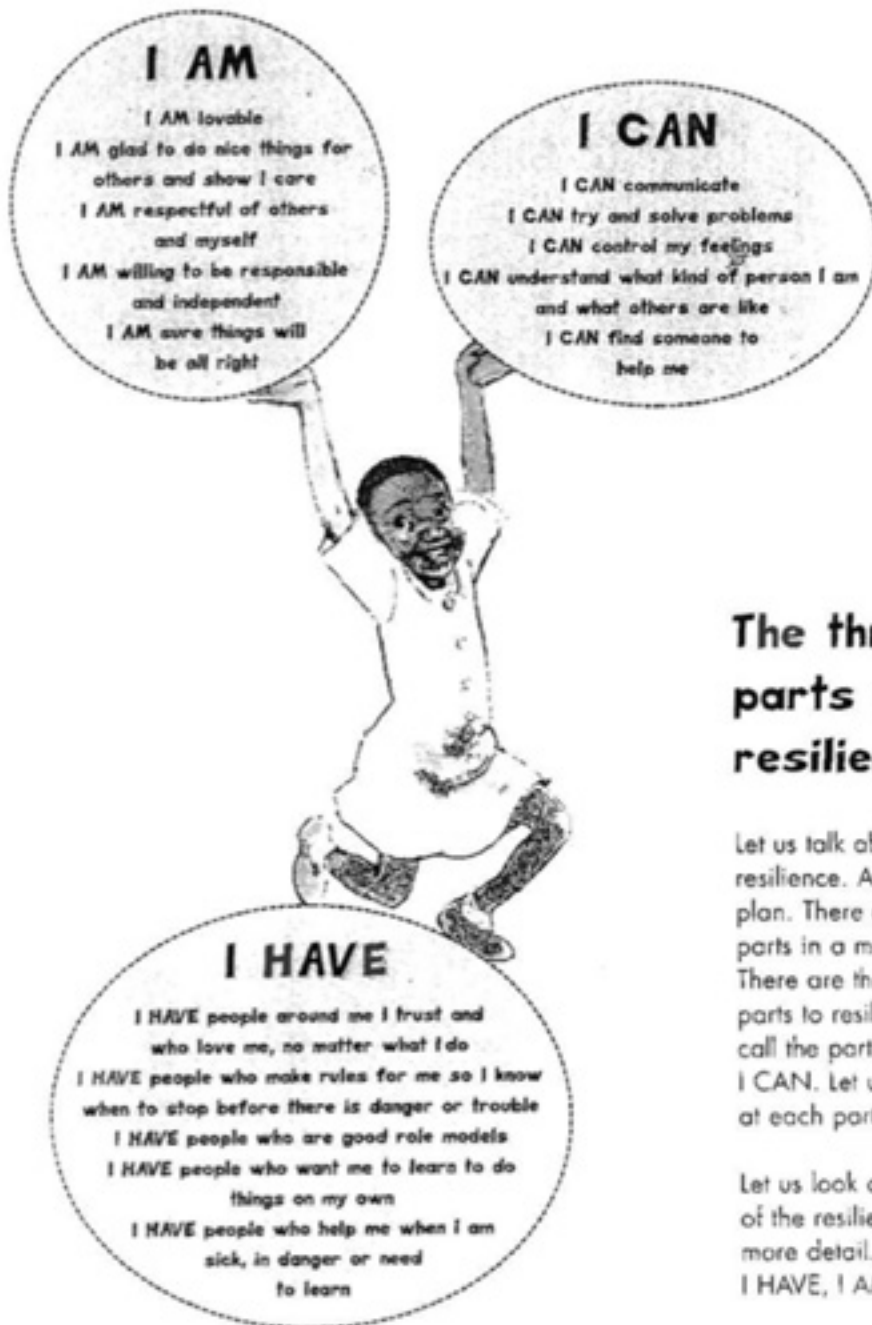 I AM
I AM lovable
I AM glad to do nice things for
others and show I care
I AM respectful of others
and myself
I AM willing to be responsible
and independent
I AM sure things will
be all right
I CAN
I CAN communicate
I CAN try and solve problems
I CAN control my feelings
I CAN understand what kind of person I am
and what others are like
I CAN find someone to
help me
I HAVE
I HAVE people around me I trust and
who love me, no matter what I do
I HAVE people who make rules for me so I know
when to stop before there is danger or trouble
I HAVE people who are good role models
I HAVE people who want me to learn to do
things on my own
I HAVE people who help me when i am
sick, in danger or need
to learn
The
parts
Let us talk
resilience.
plan. There
parts in a
There are
parts to
call the
I CAN. Let
at each
Let us look
of the
more detail.
I HAVE, I